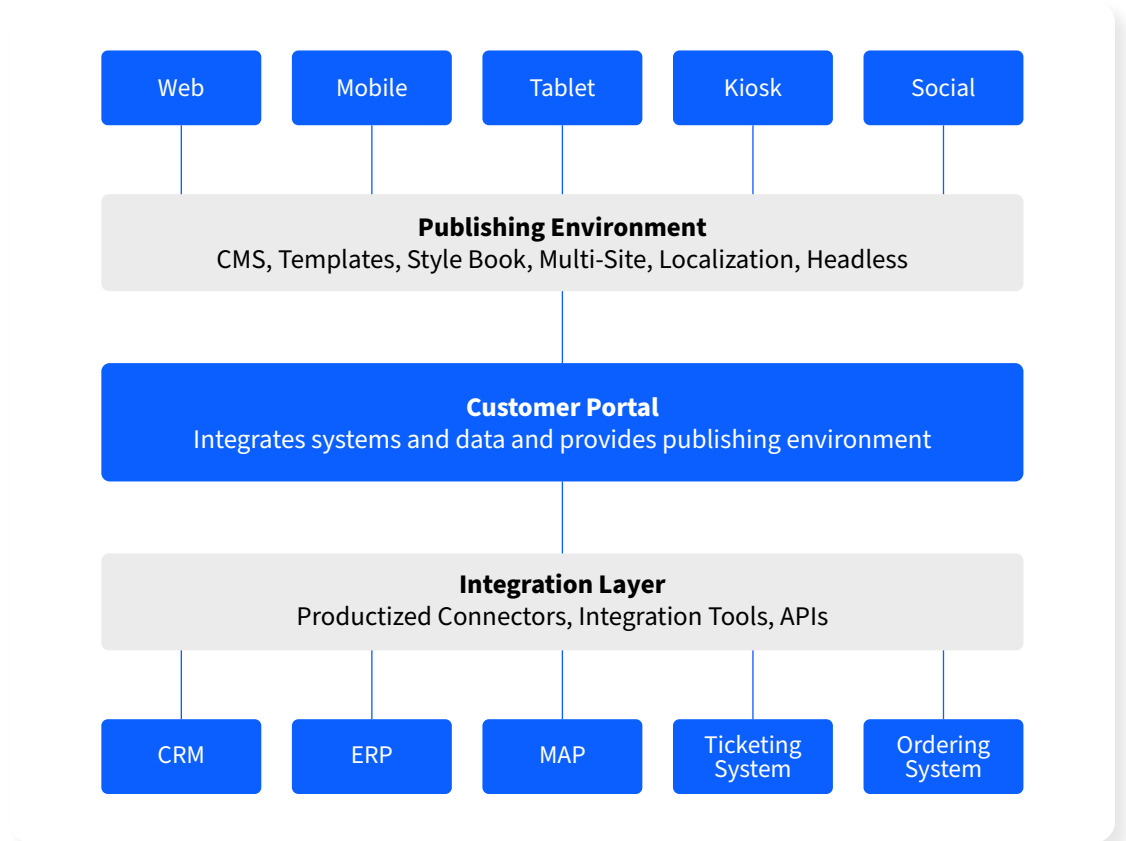 Web
Mobile
Tablet
Kiosk
Social
Publishing Environment
CMS, Templates, Style Book, Multi-Site, Localization, Headless
Customer Portal
Integrates systems and data and provides publishing environment
Integration Layer
Productized Connectors, Integration Tools, APIs
CRM
ERP
MAP
Ticketing
System
Ordering
System